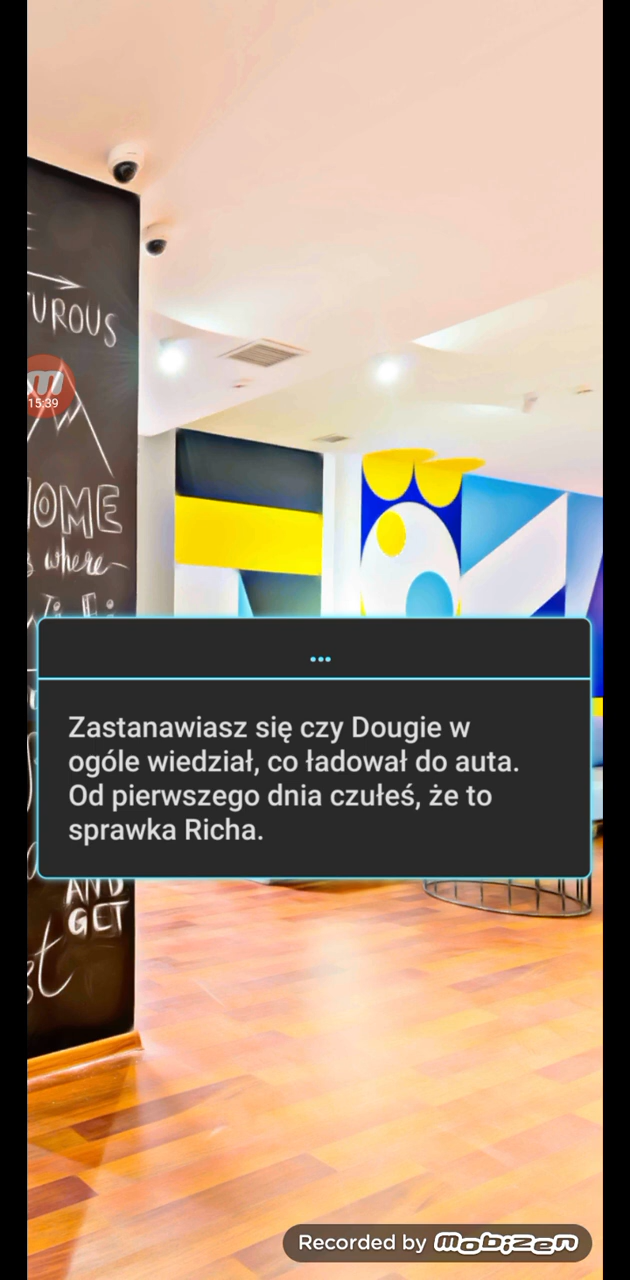 TUROUS
15:39
HOME
where
...
Zastanawiasz się czy Dougie w
ogóle wiedział, co ładował do auta.
Od pierwszego dnia czułeś, że to
sprawka Richa.
AND
GET
Recorded by mobizen